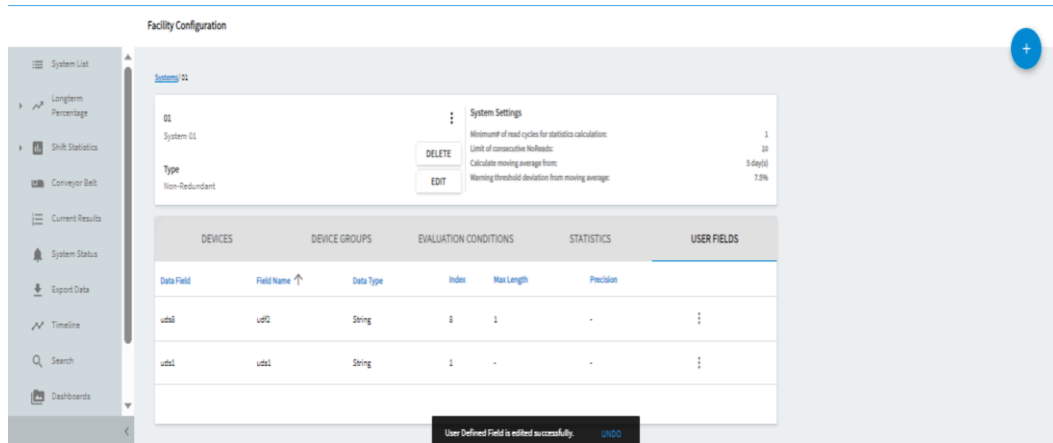 Facility Configuration
+
System List
Longterm
Percentage
Shift Statistics
Conveyor Belt
Current Results
System Status
Export Data
Timeline
Search
Dashboards
Systems/ 01
01
System 01
Type
Non-Redundant
DELETE
EDIT
System Settings
Minimum# of read cycles for statistics calculation: 1
Limit of consecutive NoReads: 10
Calculate moving average from: 5 day(s)
Warning threshold deviation from moving average: 7.5%
DEVICES DEVICE GROUPS EVALUATION CONDITIONS STATISTICS USER FIELDS
Data Field Field Name Data Type Index Max Length Precision
uds8 udf2 String 8 1 -
uds1 uds1 String 1 - -
User Defined Field is edited successfully. UNDO